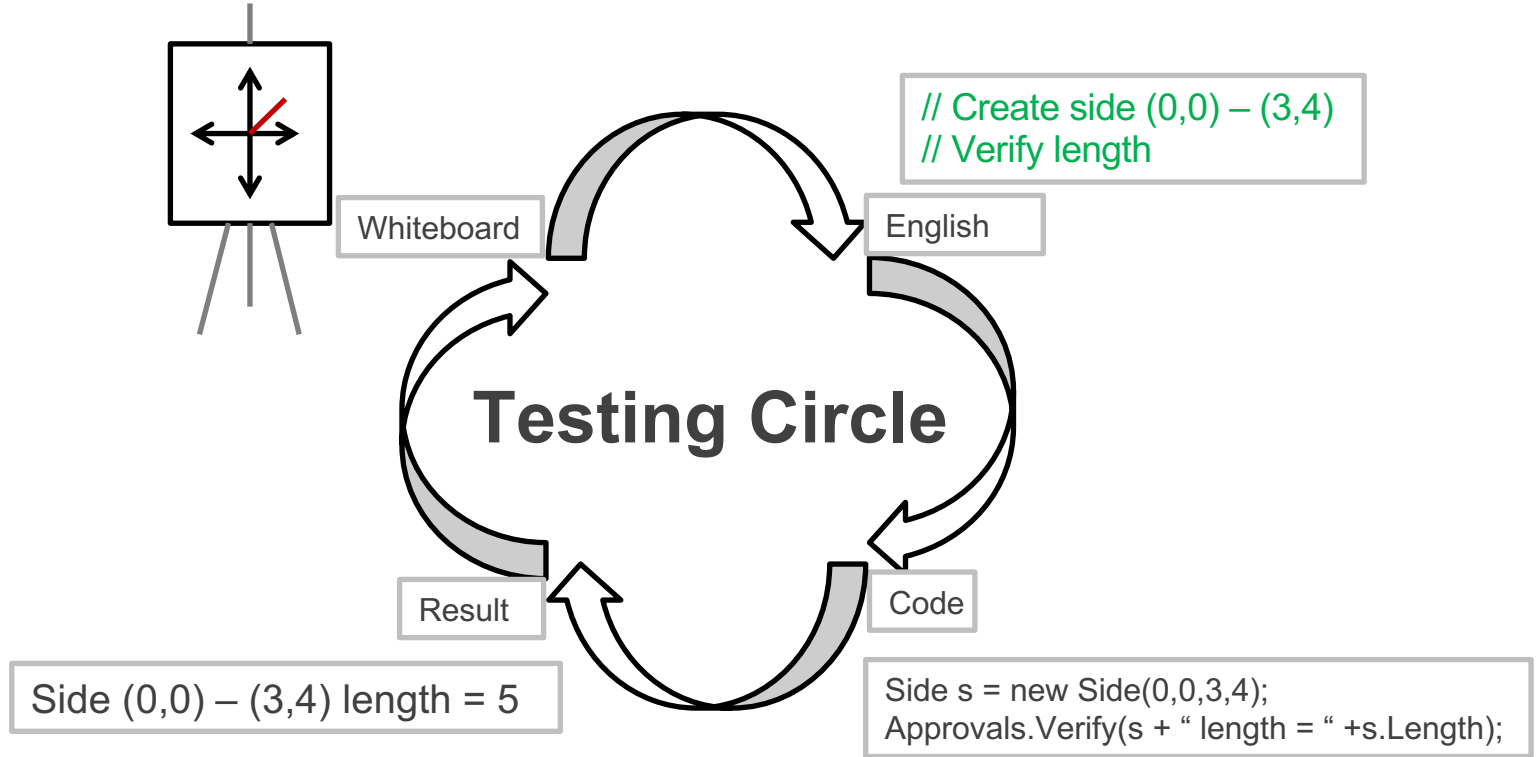 // Create side (0,0) – (3,4)
// Verify length
Whiteboard
English
Testing Circle
Result
Code
Side (0,0) – (3,4) length = 5
Side s = new Side(0,0,3,4);
Approvals.Verify(s + “ length = “ +s.Length);